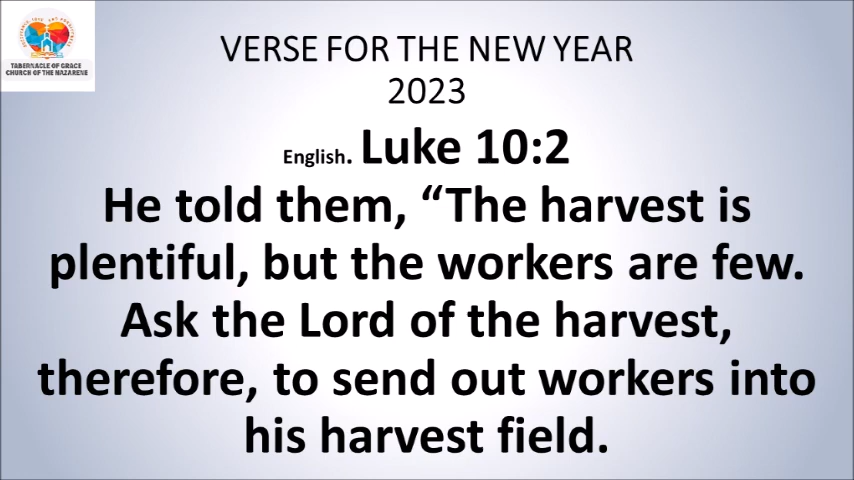 TABERNACLE OF GRACE
CHURCH OF THE NAZARENE
VERSE FOR THE NEW YEAR
2023
English. Luke 10:2
He told them, “The harvest is
plentiful, but the workers are few.
Ask the Lord of the harvest,
therefore, to send out workers into
his harvest field.